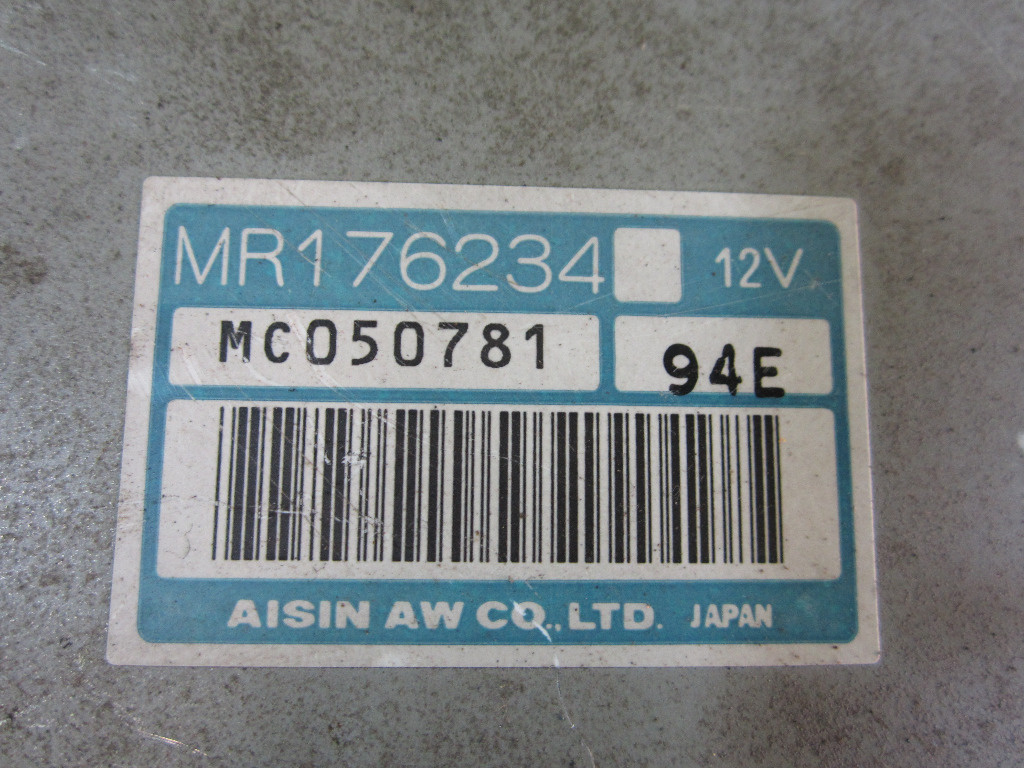 MR176234 12V
MC050781 94E
AISIN AW CO., LTD. JAPAN